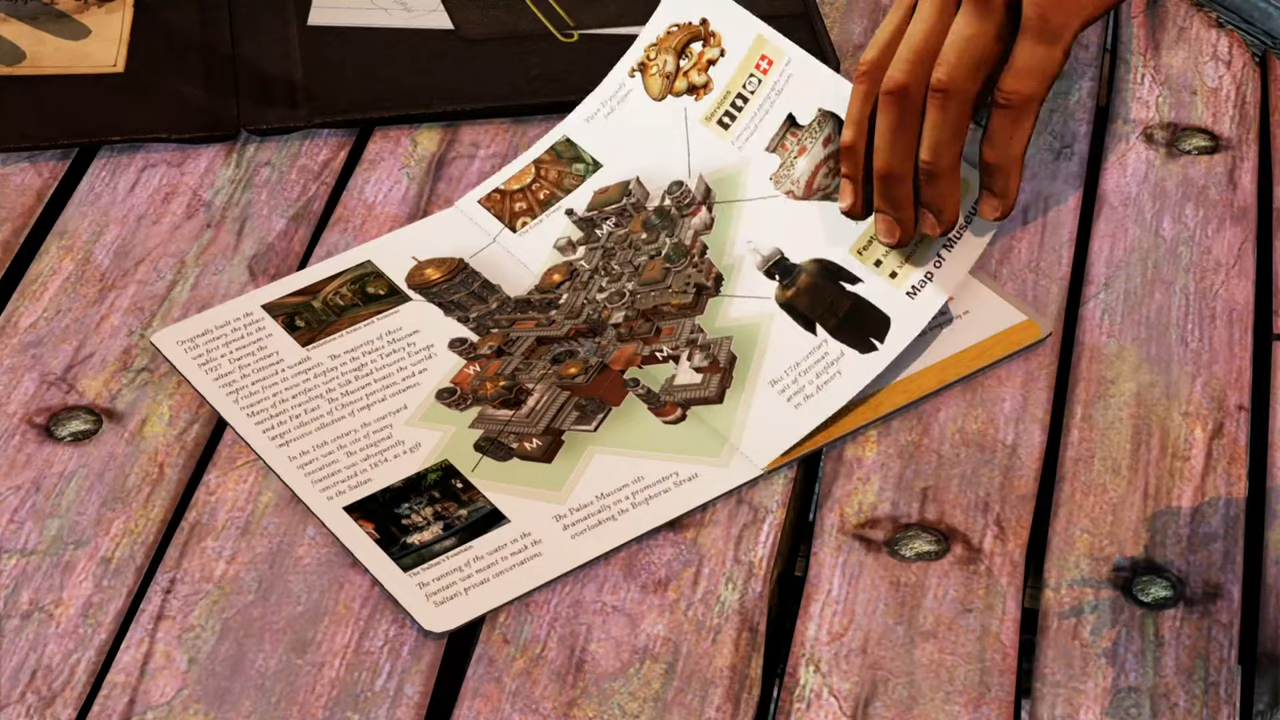 Originally built in the
15th century, the palace
was first opened to the
public as a museum in
1927. During the
sultans' five century
reign, the Ottoman
empire amassed a wealth
of riches from its conquests. The majority of these
treasures are now on display in the Palace Museum.
Many of the artifacts were brought to Turkey by
merchants traveling the Silk Road between Europe
and the Far East. The Museum boasts the world's
largest collection of Chinese porcelain, and an
impressive collection of imperial costumes.
In the 16th century, the courtyard
square was the site of many
executions. The octagonal
fountain was subsequently
constructed in 1854, as a gift
to the Sultan.
Exhibition of Arms and Armour
The Sultan's Fountain
The running of the water in the
fountain was meant to mask the
Sultan's private conversations.
The Palace Museum sits
dramatically on a promontory
overlooking the Bosphorus Strait.
MP
W
M
M
Services
This 17th-century
suit of Ottoman
armor is displayed
in the Armory.
Map of Museum